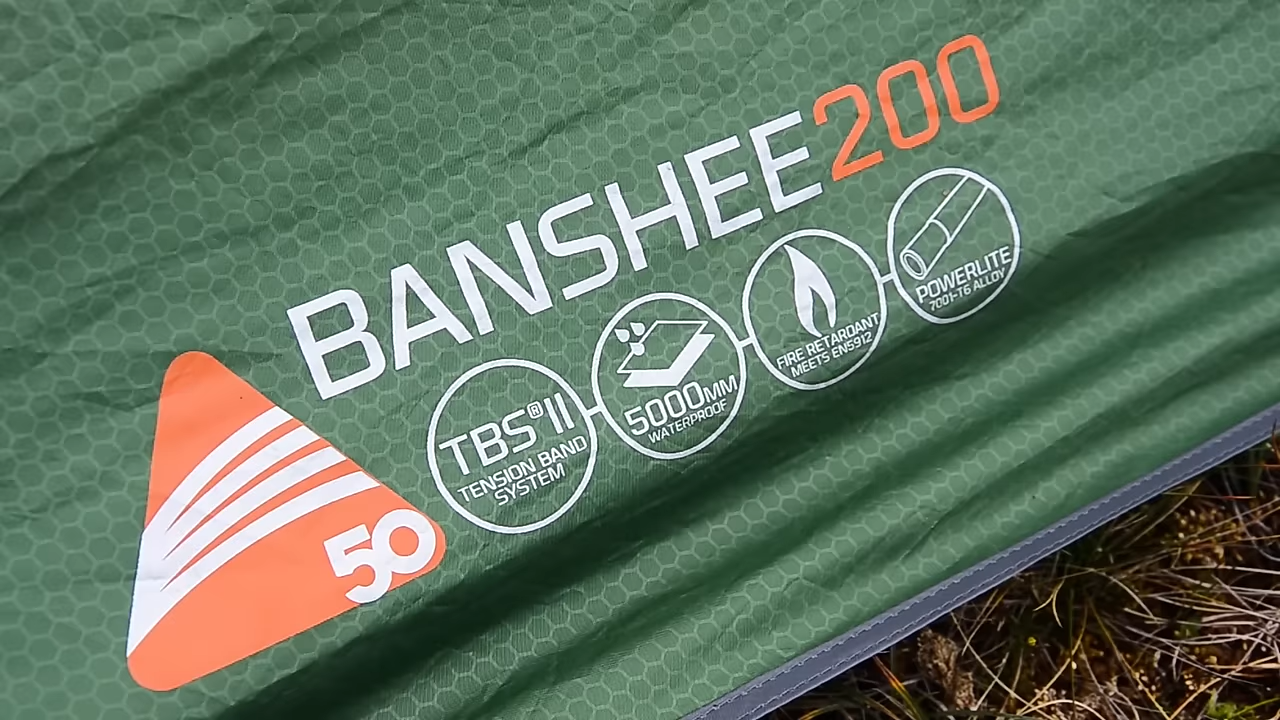 BANSHEE200
TBS® II
TENSION BAND
SYSTEM
5000MM
WATERPROOF
FIRE RETARDANT
MEETS EN5912
POWERLITE
7001-T6 ALLOY
50